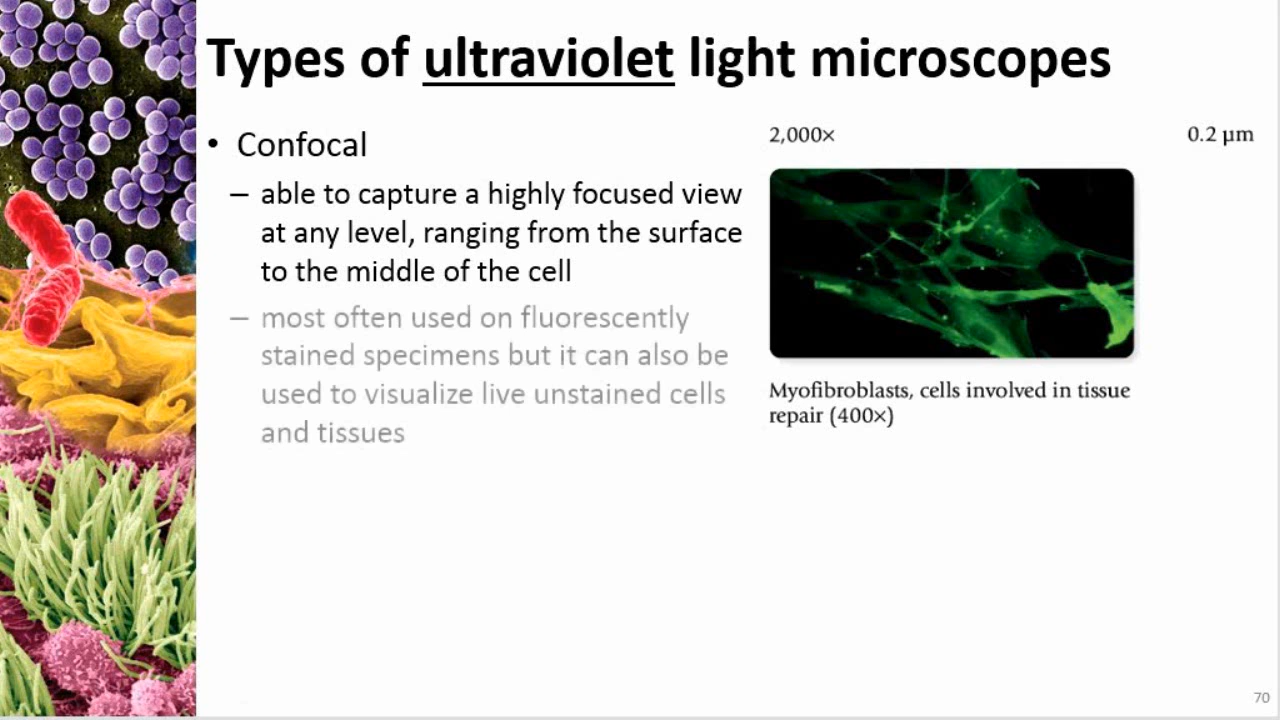 Types of ultraviolet light microscopes
• Confocal
– able to capture a highly focused view
at any level, ranging from the surface
to the middle of the cell
– most often used on fluorescently
stained specimens but it can also be
used to visualize live unstained cells
and tissues
2,000×
0.2 µm
Myofibroblasts, cells involved in tissue
repair (400×)
70